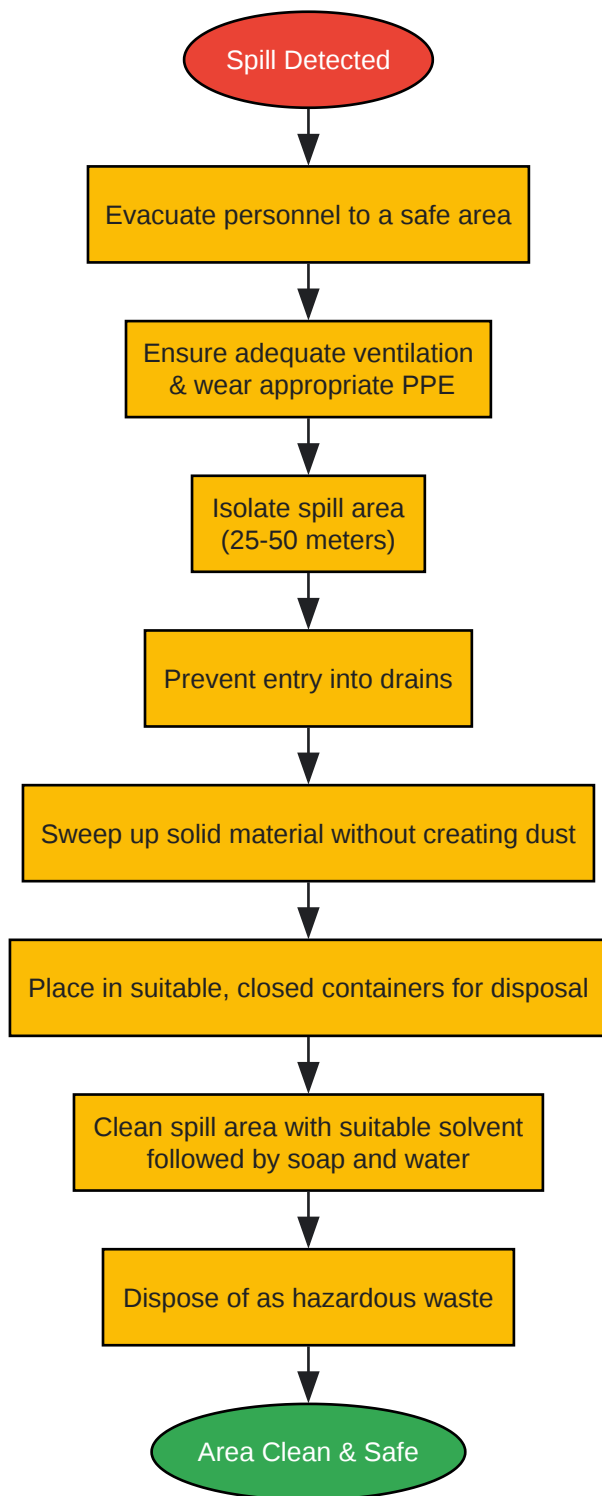 Spill Detected
Evacuate personnel to a safe area
Ensure adequate ventilation
& wear appropriate PPE
Isolate spill area
(25-50 meters)
Prevent entry into drains
Sweep up solid material without creating dust
Place in suitable, closed containers for disposal
Clean spill area with suitable solvent
followed by soap and water
Dispose of as hazardous waste
Area Clean & Safe